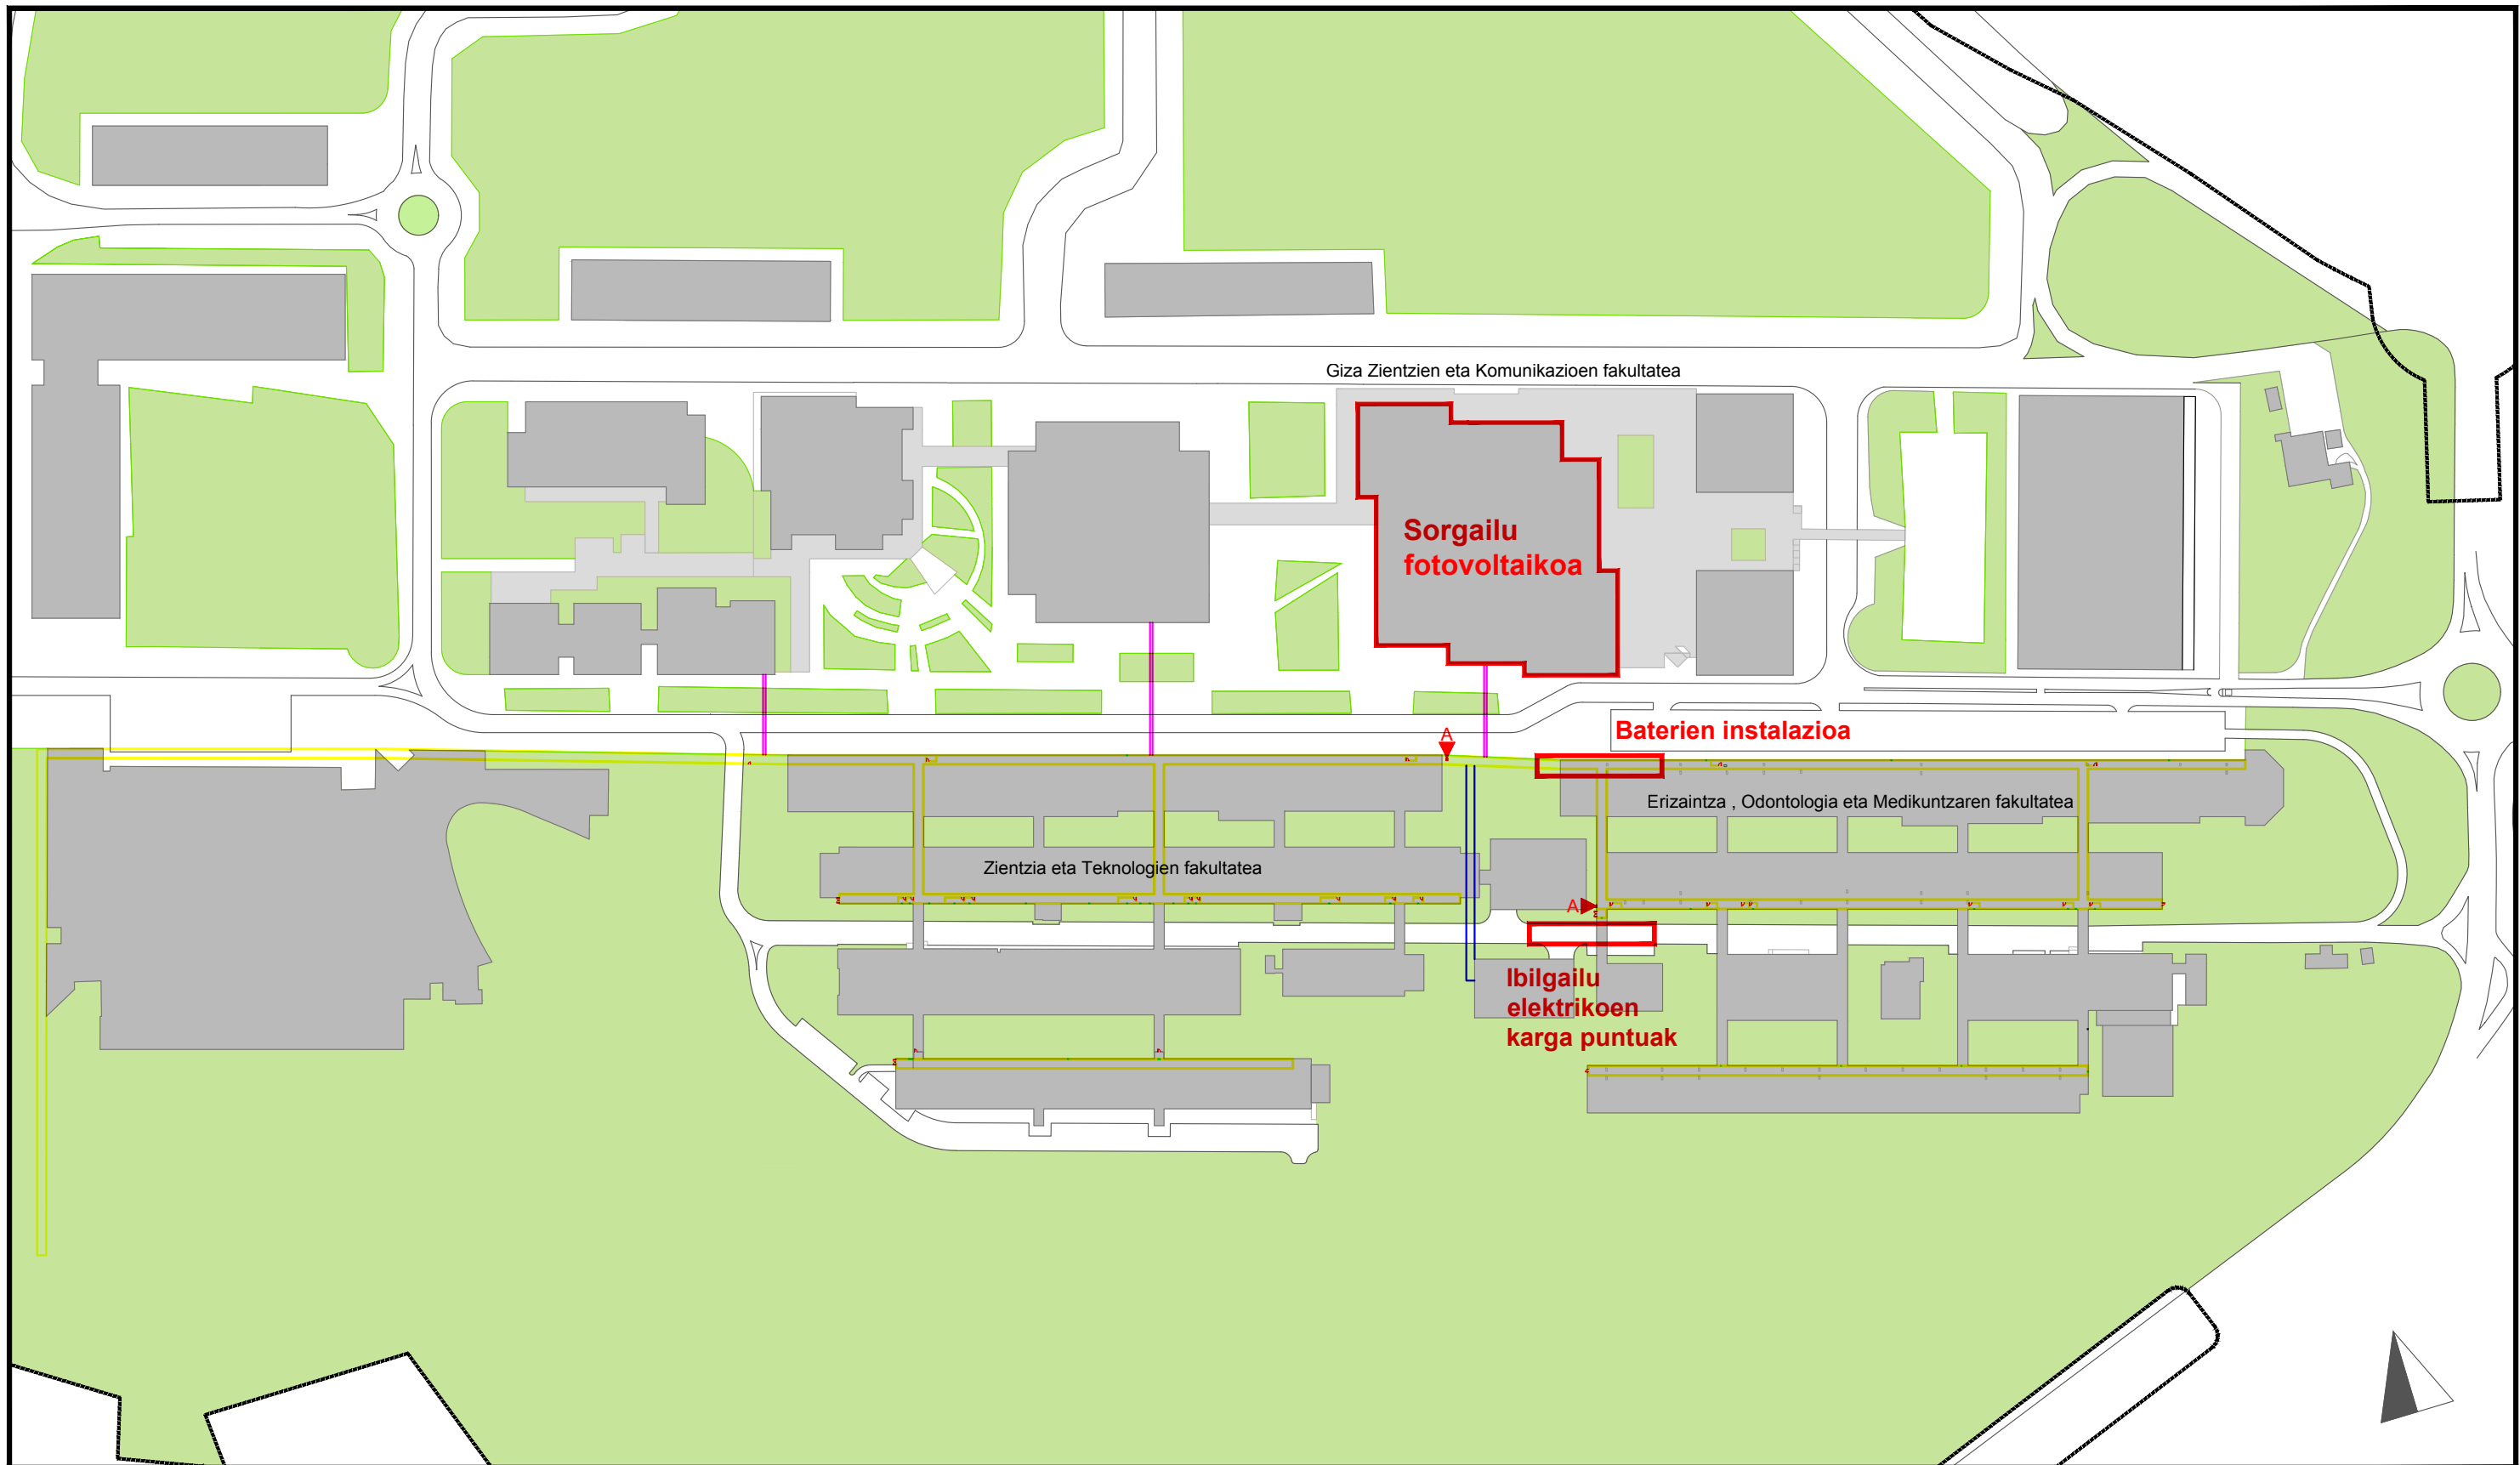 Giza Zientzien eta Komunikazioen fakultatea
Sorgailu
fotovoltaikoa
Baterien instalazioa
A
Erizaintza , Odontologia eta Medikuntzaren fakultatea
Zientzia eta Teknologien fakultatea
A
Ibilgailu
elektrikoen
karga puntuak